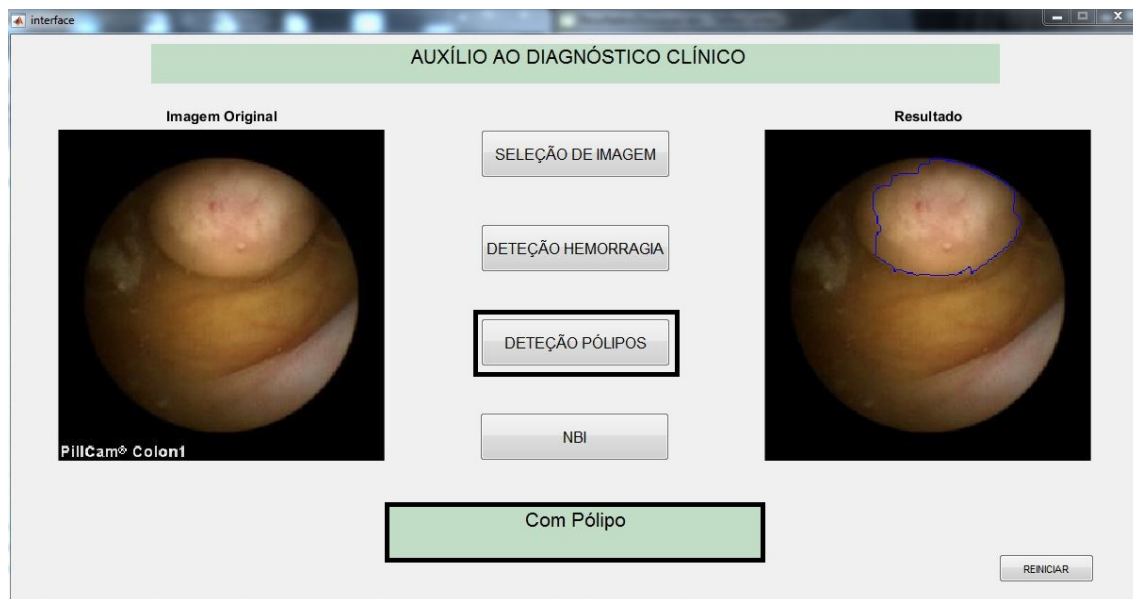 interface
AUXÍLIO AO DIAGNÓSTICO CLÍNICO
Imagem Original
Resultado
SELEÇÃO DE IMAGEM
DETEÇÃO HEMORRAGIA
DETEÇÃO PÓLIPOS
NBI
PillCam® Colon1
Com Pólipo
REINICIAR